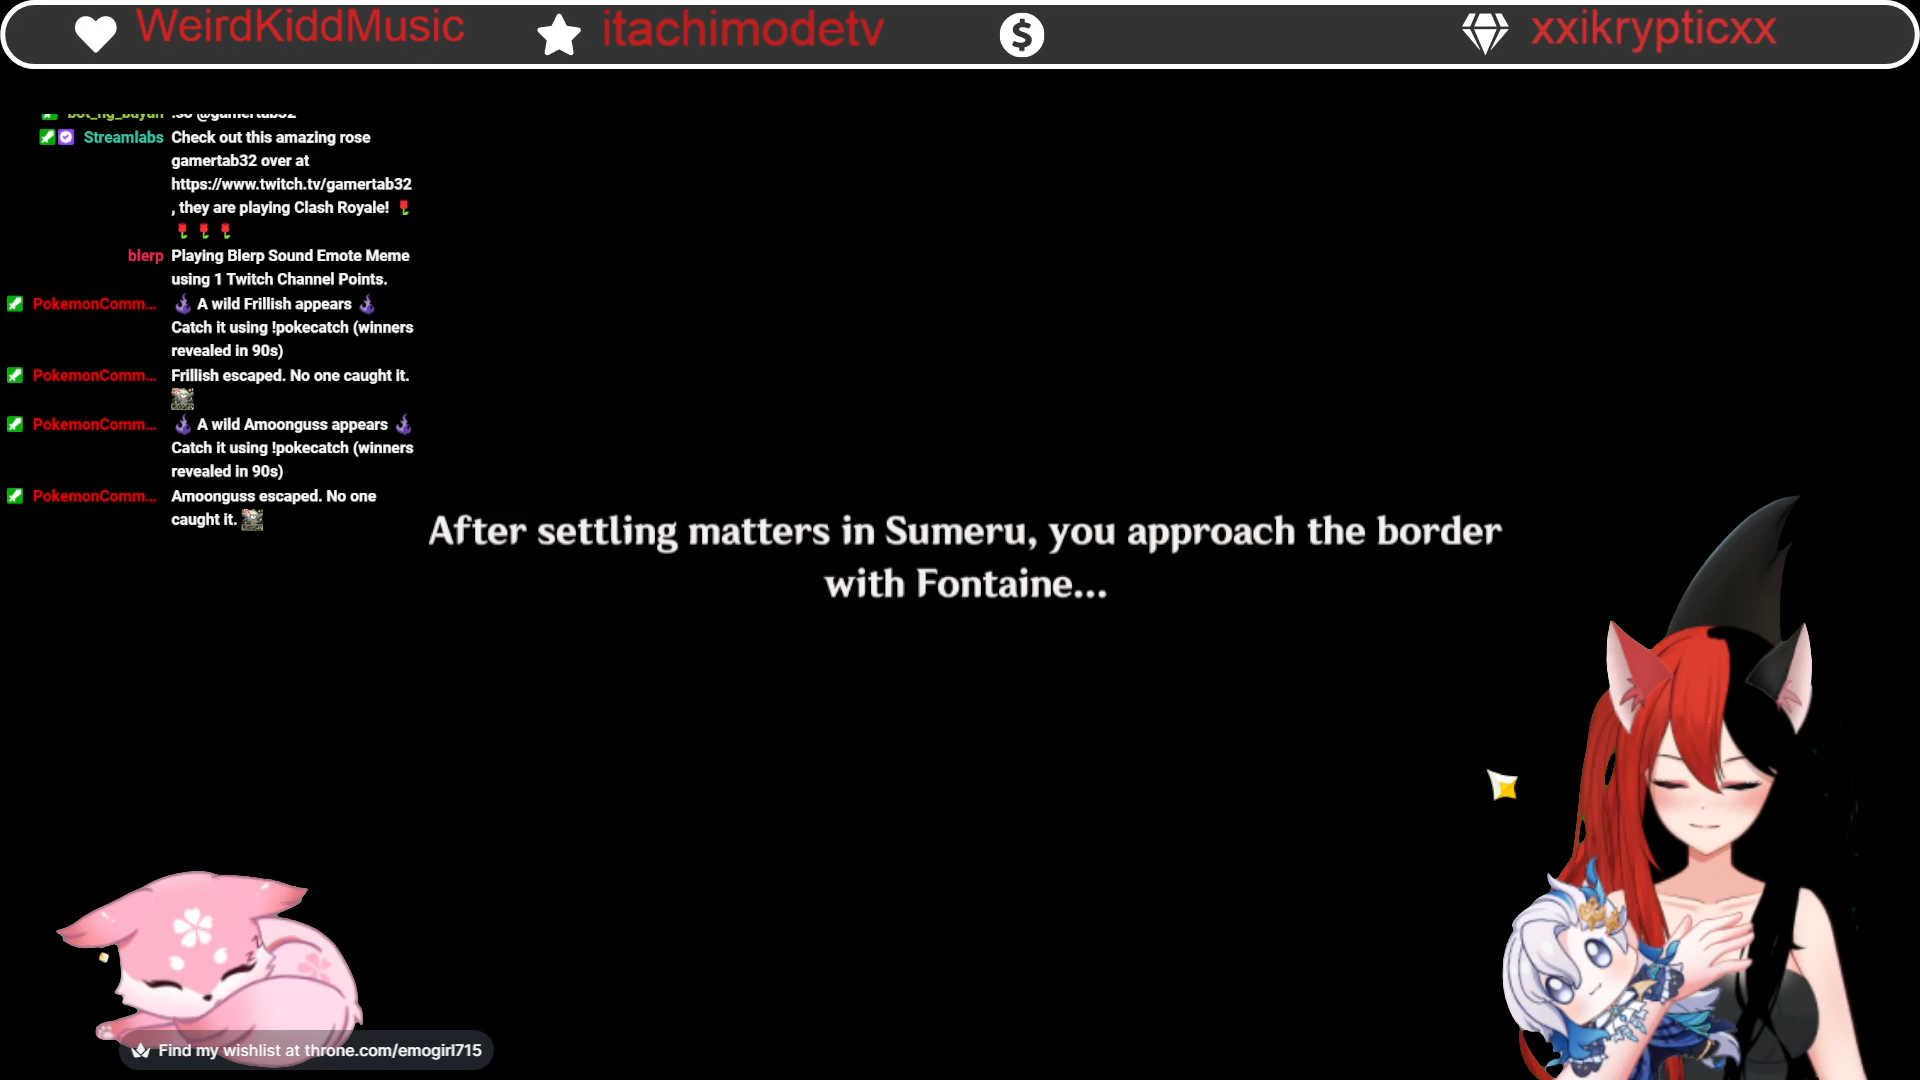 WeirdKiddMusic
itachimodetv
xxikrypticxx
bot_ng_bayan !so @gamertab32
Streamlabs Check out this amazing rose
gamertab32 over at
https://www.twitch.tv/gamertab32
, they are playing Clash Royale!
blerp Playing Blerp Sound Emote Meme
using 1 Twitch Channel Points.
PokemonComm... A wild Frillish appears
Catch it using !pokecatch (winners
revealed in 90s)
PokemonComm... Frillish escaped. No one caught it.
PokemonComm... A wild Amoonguss appears
Catch it using !pokecatch (winners
revealed in 90s)
PokemonComm... Amoonguss escaped. No one
caught it.
After settling matters in Sumeru, you approach the border
with Fontaine...
Find my wishlist at throne.com/emogirl715